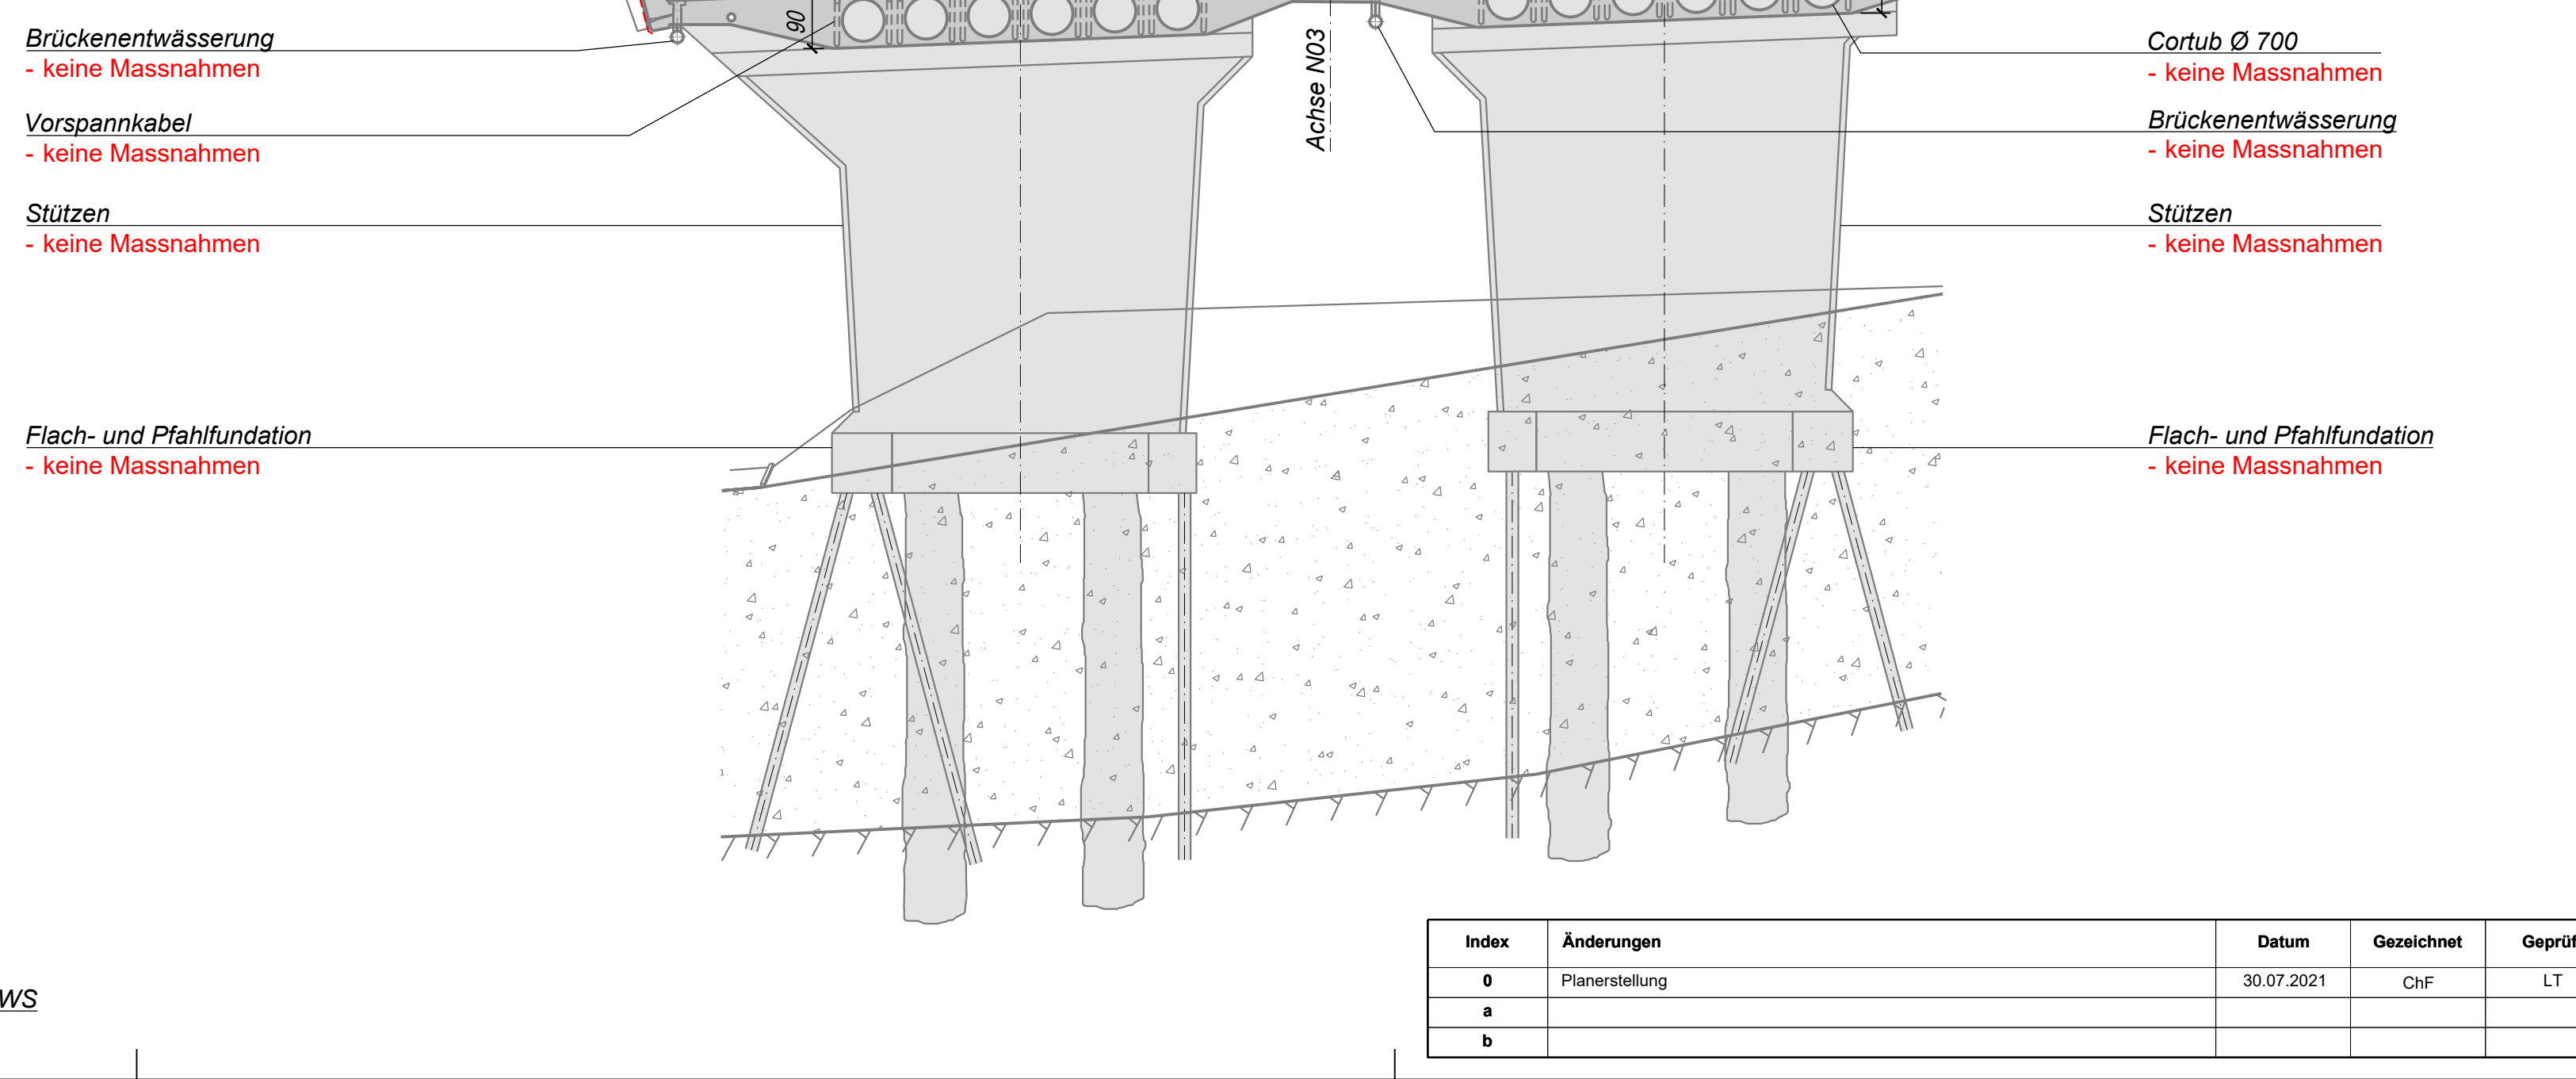 Brückenentwässerung
- keine Massnahmen
Vorspannkabel
- keine Massnahmen
Stützen
- keine Massnahmen
Flach- und Pfahlfundation
- keine Massnahmen
90
Achse N03
Cortub Ø 700
- keine Massnahmen
Brückenentwässerung
- keine Massnahmen
Stützen
- keine Massnahmen
Flach- und Pfahlfundation
- keine Massnahmen
WS
Index Änderungen Datum Gezeichnet Geprüf
0 Planerstellung 30.07.2021 ChF LT
a
b